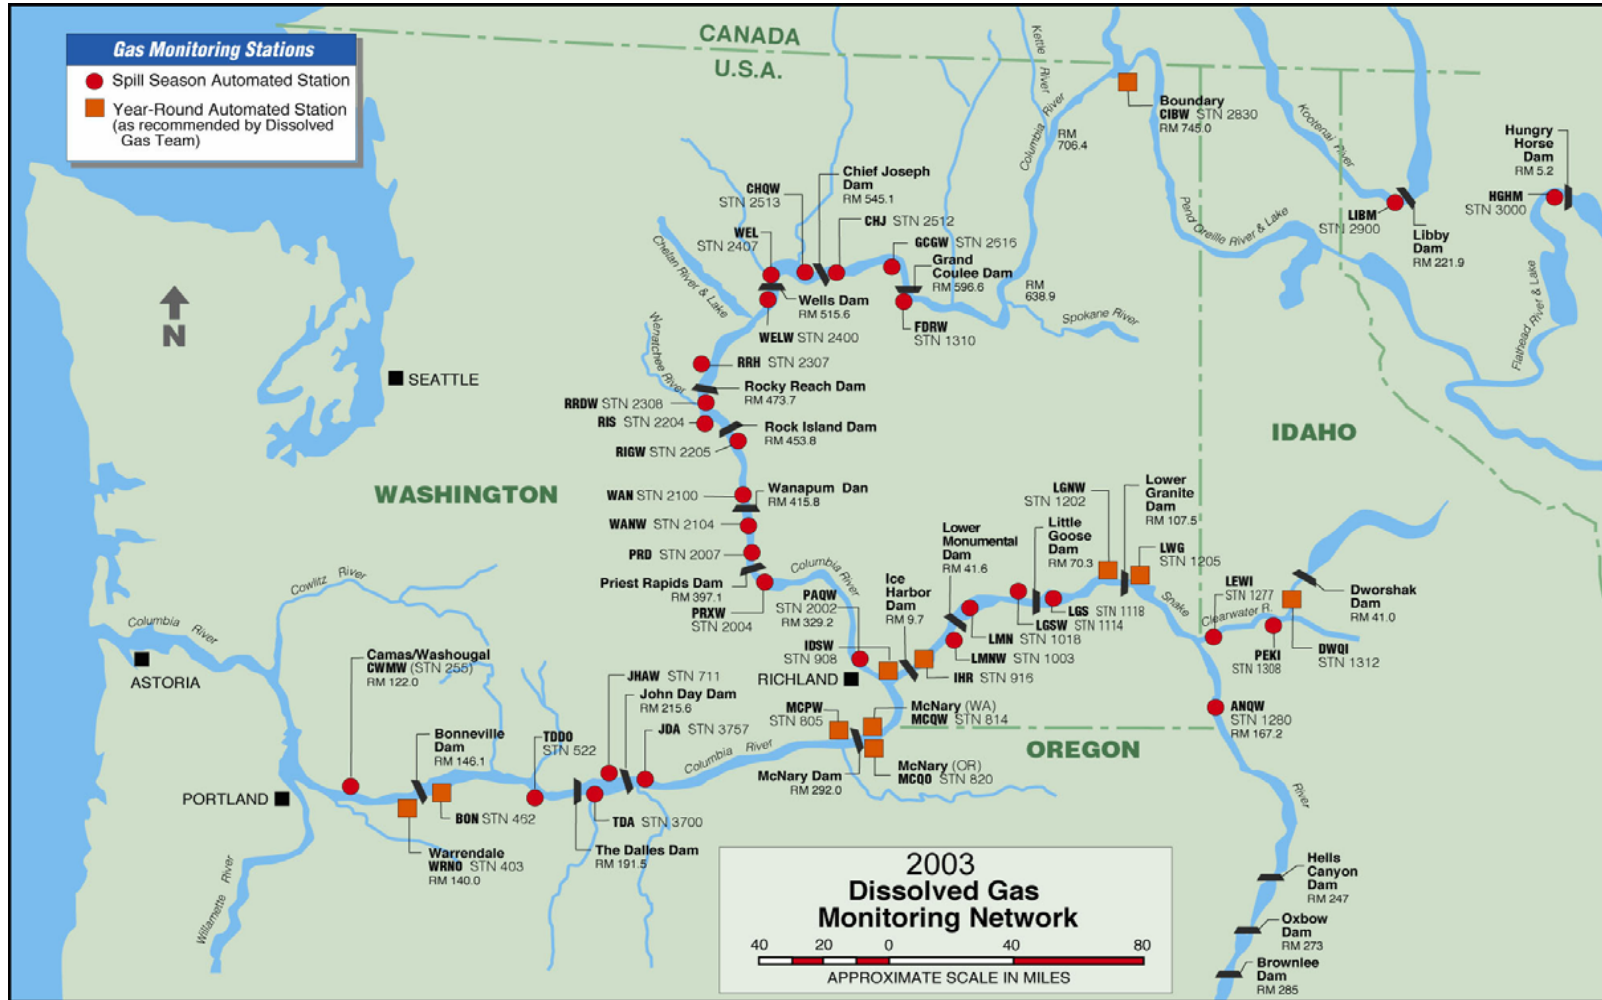 Gas Monitoring Stations
Spill Season Automated Station
Year-Round Automated Station
(as recommended by Dissolved
Gas Team)
CANADA
U.S.A.
Kettle River
Columbia River
RM
706.4
Boundary
CIBW STN 2830
RM 745.0
Kootenai River
Hungry
Horse
Dam
RM 5.2
HGHM
STN 3000
LIBM
STN 2900
Libby
Dam
RM 221.9
Pend Oreille River & Lake
Flathead River & Lake
Chief Joseph
Dam
RM 545.1
CHQW
STN 2513
CHJ STN 2512
WEL
STN 2407
GCGW STN 2616
Grand
Coulee Dam
RM 596.6
RM
638.9
Spokane River
FDRW
STN 1310
Chelan River & Lake
Wells Dam
RM 515.6
WELW STN 2400
Wenatchee River
N
SEATTLE
RRH STN 2307
Rocky Reach Dam
RM 473.7
RRDW STN 2308
RIS STN 2204
Rock Island Dam
RM 453.8
RIGW STN 2205
IDAHO
WASHINGTON
WAN STN 2100
Wanapum Dan
RM 415.8
WANW STN 2104
PRD STN 2007
Priest Rapids Dam
RM 397.1
PRXW
STN 2004
Columbia River
PAQW
STN 2002
RM 329.2
Ice
Harbor
Dam
RM 9.7
Lower
Monumental
Dam
RM 41.6
Little
Goose
Dam
RM 70.3
LGNW
STN 1202
Lower
Granite
Dam
RM 107.5
LWG
STN 1205
LGS STN 1118
LGSW STN 1114
LMN STN 1018
LMNW STN 1003
IHR STN 916
IDSW
STN 908
RICHLAND
Snake
River
LEWI
STN 1277
Clearwater R.
Dworshak
Dam
RM 41.0
PEKI
STN 1308
DWQI
STN 1312
ANQW
STN 1280
RM 167.2
Cowlitz River
Columbia River
ASTORIA
Camas/Washougal
CWMW (STN 255)
RM 122.0
JHAW STN 711
John Day Dam
RM 215.6
JDA STN 3757
Columbia River
MCPW
STN 805
McNary (WA)
MCQW STN 814
McNary Dam
RM 292.0
McNary (OR)
MCQO STN 820
OREGON
Bonneville
Dam
RM 146.1
TDDO
STN 522
PORTLAND
BON STN 462
TDA STN 3700
The Dalles Dam
RM 191.5
Warrendale
WRNO STN 403
RM 140.0
Willamette River
Hells
Canyon
Dam
RM 247
Oxbow
Dam
RM 273
Brownlee
Dam
RM 285
2003
Dissolved Gas
Monitoring Network
40 20 0 40 80
APPROXIMATE SCALE IN MILES